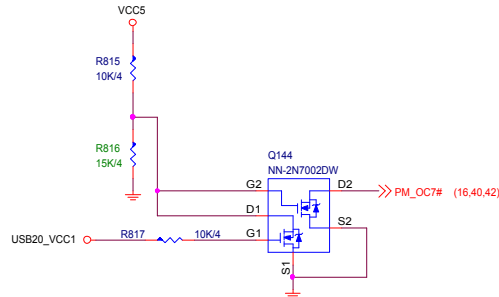 VCC5
R815
10K/4
R816
15K/4
Q144
NN-2N7002DW
G2
D2
PM_OC7# (16,40,42)
D1
S2
USB20_VCC1
R817
10K/4
G1
S1